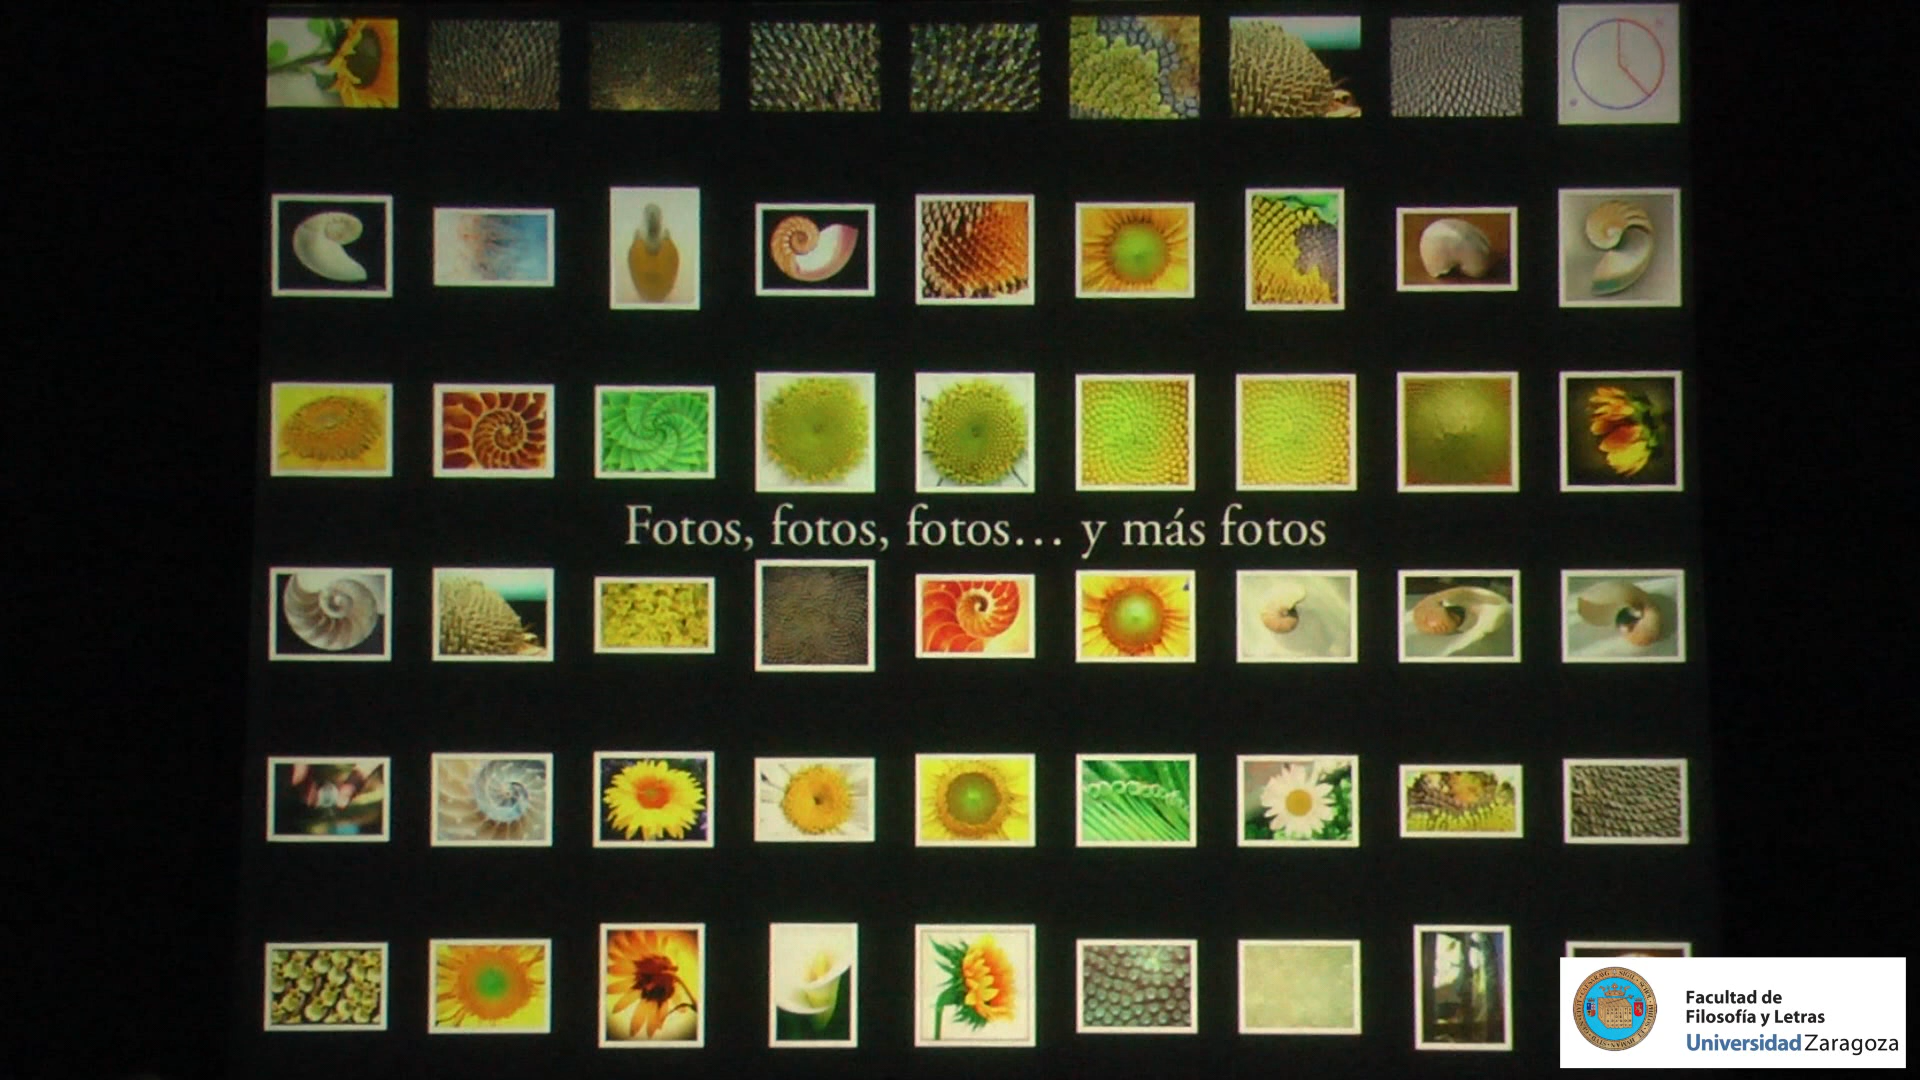 Fotos, fotos, fotos… y más fotos
Facultad de
Filosofía y Letras
Universidad Zaragoza